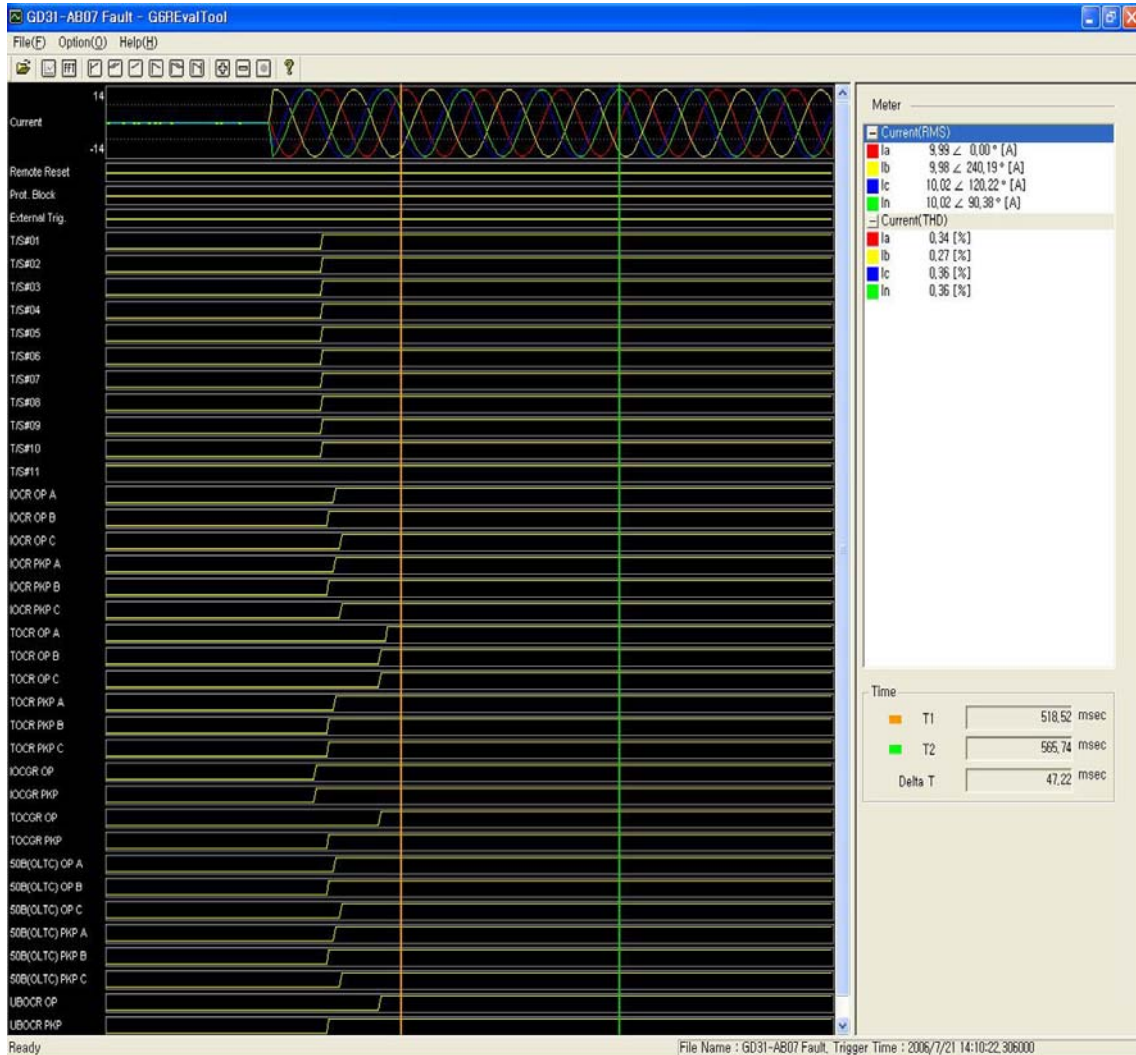 GD31-AB07 Fault - G6REvalTool
File(F) Option(O) Help(H)
FFT
14
Current
-14
Remote Reset
Prot. Block
External Trig.
T/S#01
T/S#02
T/S#03
T/S#04
T/S#05
T/S#06
T/S#07
T/S#08
T/S#09
T/S#10
T/S#11
IOCR OP A
IOCR OP B
IOCR OP C
IOCR PKP A
IOCR PKP B
IOCR PKP C
TOCR OP A
TOCR OP B
TOCR OP C
TOCR PKP A
TOCR PKP B
TOCR PKP C
IOCGR OP
IOCGR PKP
TOCGR OP
TOCGR PKP
50B(OLTC) OP A
50B(OLTC) OP B
50B(OLTC) OP C
50B(OLTC) PKP A
50B(OLTC) PKP B
50B(OLTC) PKP C
UBOCR OP
UBOCR PKP
Meter
Current(RMS)
Ia 9,99 ∠ 0,00° [A]
Ib 9,98 ∠ 240,19° [A]
Ic 10,02 ∠ 120,22° [A]
In 10,02 ∠ 90,38° [A]
Current(THD)
Ia 0,34 [%]
Ib 0,27 [%]
Ic 0,36 [%]
In 0,36 [%]
Time
T1 518,52 msec
T2 565,74 msec
Delta T 47,22 msec
Ready
File Name : GD31-AB07 Fault, Trigger Time : 2006/7/21 14:10:22,306000